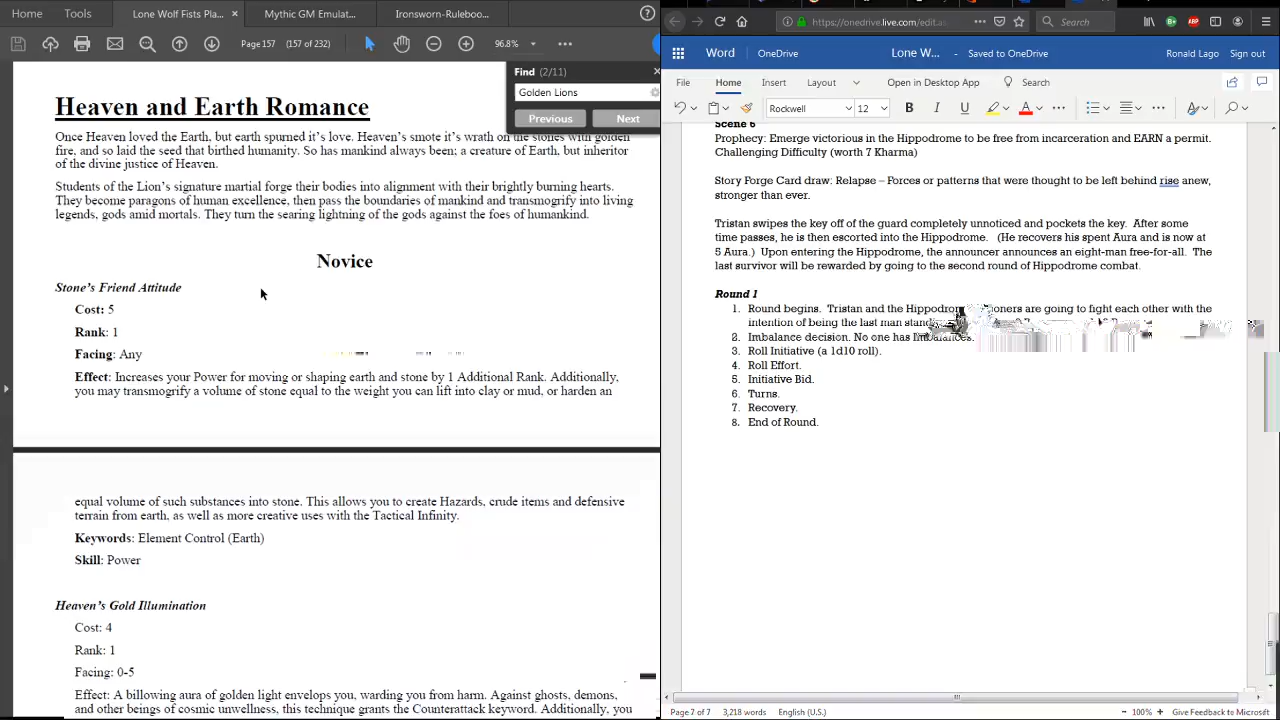 Home
Tools
Lone Wolf Fists Pla...
×
Mythic GM Emulat...
Ironsworn-Ruleboo...
Page 157
(157 of 232)
96.8%
Find (2/11)
Golden Lions
Previous
Next
Heaven and Earth Romance
Once Heaven loved the Earth, but earth spurned it's love. Heaven's smote it's wrath on the stones with golden
fire, and so laid the seed that birthed humanity. So has mankind always been; a creature of Earth, but inheritor
of the divine justice of Heaven.
Students of the Lion's signature martial forge their bodies into alignment with their brightly burning hearts.
They become paragons of human excellence, then pass the boundaries of mankind and transmogrify into living
legends, gods amid mortals. They turn the searing lightning of the gods against the foes of humankind.
Novice
Stone's Friend Attitude
Cost: 5
Rank: 1
Facing: Any
Effect: Increases your Power for moving or shaping earth and stone by 1 Additional Rank. Additionally,
you may transmogrify a volume of stone equal to the weight you can lift into clay or mud, or harden an
equal volume of such substances into stone. This allows you to create Hazards, crude items and defensive
terrain from earth, as well as more creative uses with the Tactical Infinity.
Keywords: Element Control (Earth)
Skill: Power
Heaven's Gold Illumination
Cost: 4
Rank: 1
Facing: 0-5
Effect: A billowing aura of golden light envelops you, warding you from harm. Against ghosts, demons,
and other beings of cosmic unwellness, this technique grants the Counterattack keyword. Additionally, you
https://onedrive.live.com/edit.as
Search
Word
OneDrive
Lone W... - Saved to OneDrive
Ronald Lago
Sign out
File
Home
Insert
Layout
Open in Desktop App
Search
Rockwell
12
B
I
U
A
Scene 6
Prophecy: Emerge victorious in the Hippodrome to be free from incarceration and EARN a permit.
Challenging Difficulty (worth 7 Kharma)
Story Forge Card draw: Relapse – Forces or patterns that were thought to be left behind rise anew,
stronger than ever.
Tristan swipes the key off of the guard completely unnoticed and pockets the key. After some
time passes, he is then escorted into the Hippodrome. (He recovers his spent Aura and is now at
5 Aura.) Upon entering the Hippodrome, the announcer announces an eight-man free-for-all. The
last survivor will be rewarded by going to the second round of Hippodrome combat.
Round 1
1. Round begins. Tristan and the Hippodrom oners are going to fight each other with the
intention of being the last man stand
2. Imbalance decision. No one has Imbalances.
3. Roll Initiative (a 1d10 roll).
4. Roll Effort.
5. Initiative Bid.
6. Turns.
7. Recovery.
8. End of Round.
Page 7 of 7
3,218 words
English (U.S.)
100%
Give Feedback to Microsoft